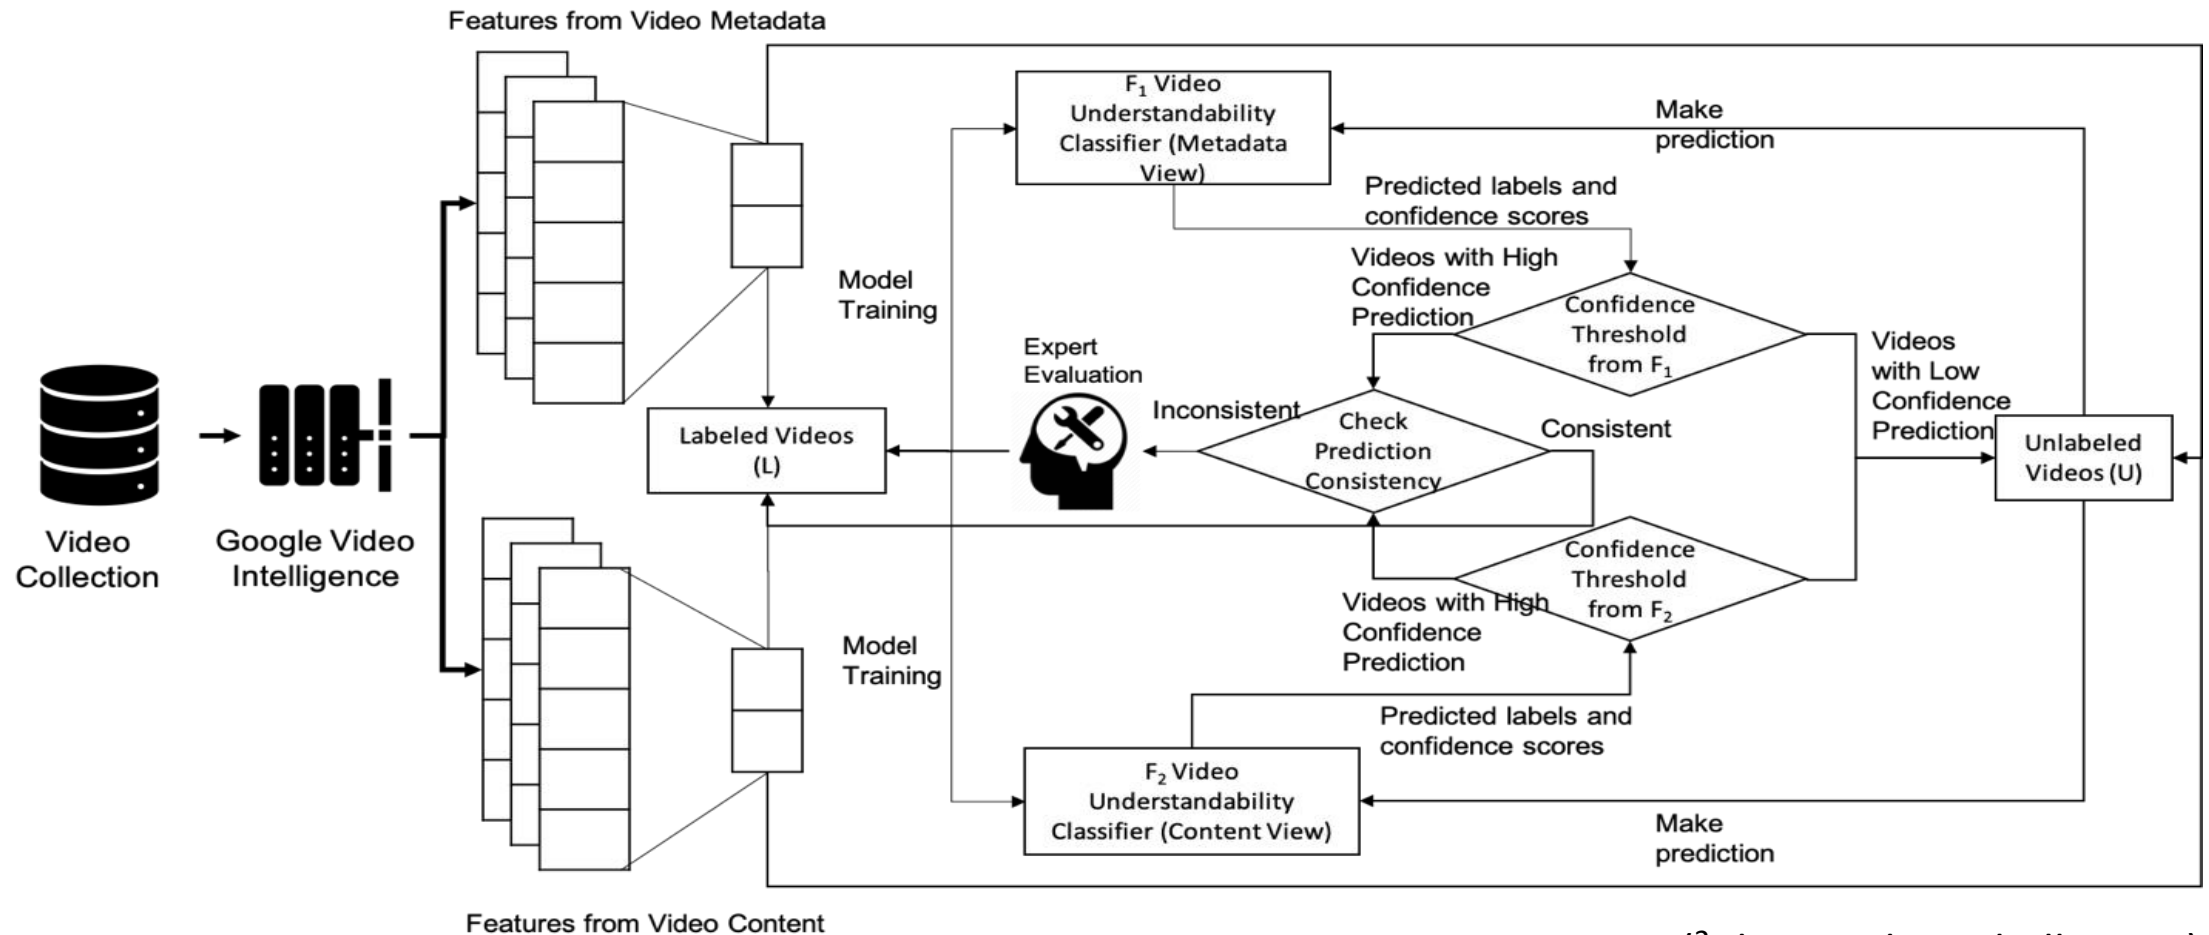 Features from Video Metadata
F₁ Video
Understandability
Classifier (Metadata
View)
Make
prediction
Predicted labels and
confidence scores
Videos with High
Confidence
Prediction
Model
Training
Confidence
Threshold
from F₁
Expert
Evaluation
Videos
with Low
Confidence
Prediction
Inconsistent
Check
Prediction
Consistency
Consistent
Labeled Videos
(L)
Unlabeled
Videos (U)
Video
Collection
Google Video
Intelligence
Confidence
Threshold
from F₂
Videos with High
Confidence
Prediction
Model
Training
Predicted labels and
confidence scores
F₂ Video
Understandability
Classifier (Content View)
Make
prediction
Features from Video Content